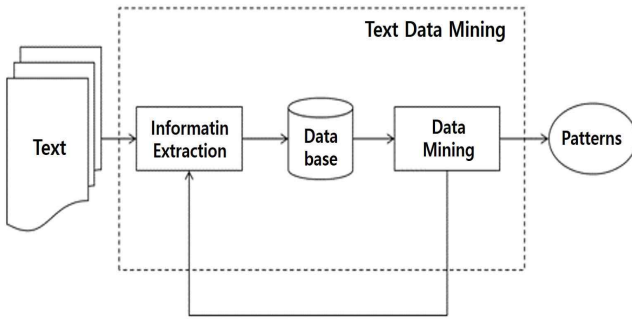 Text Data Mining
Text
Informatin
Extraction
Data
base
Data
Mining
Patterns